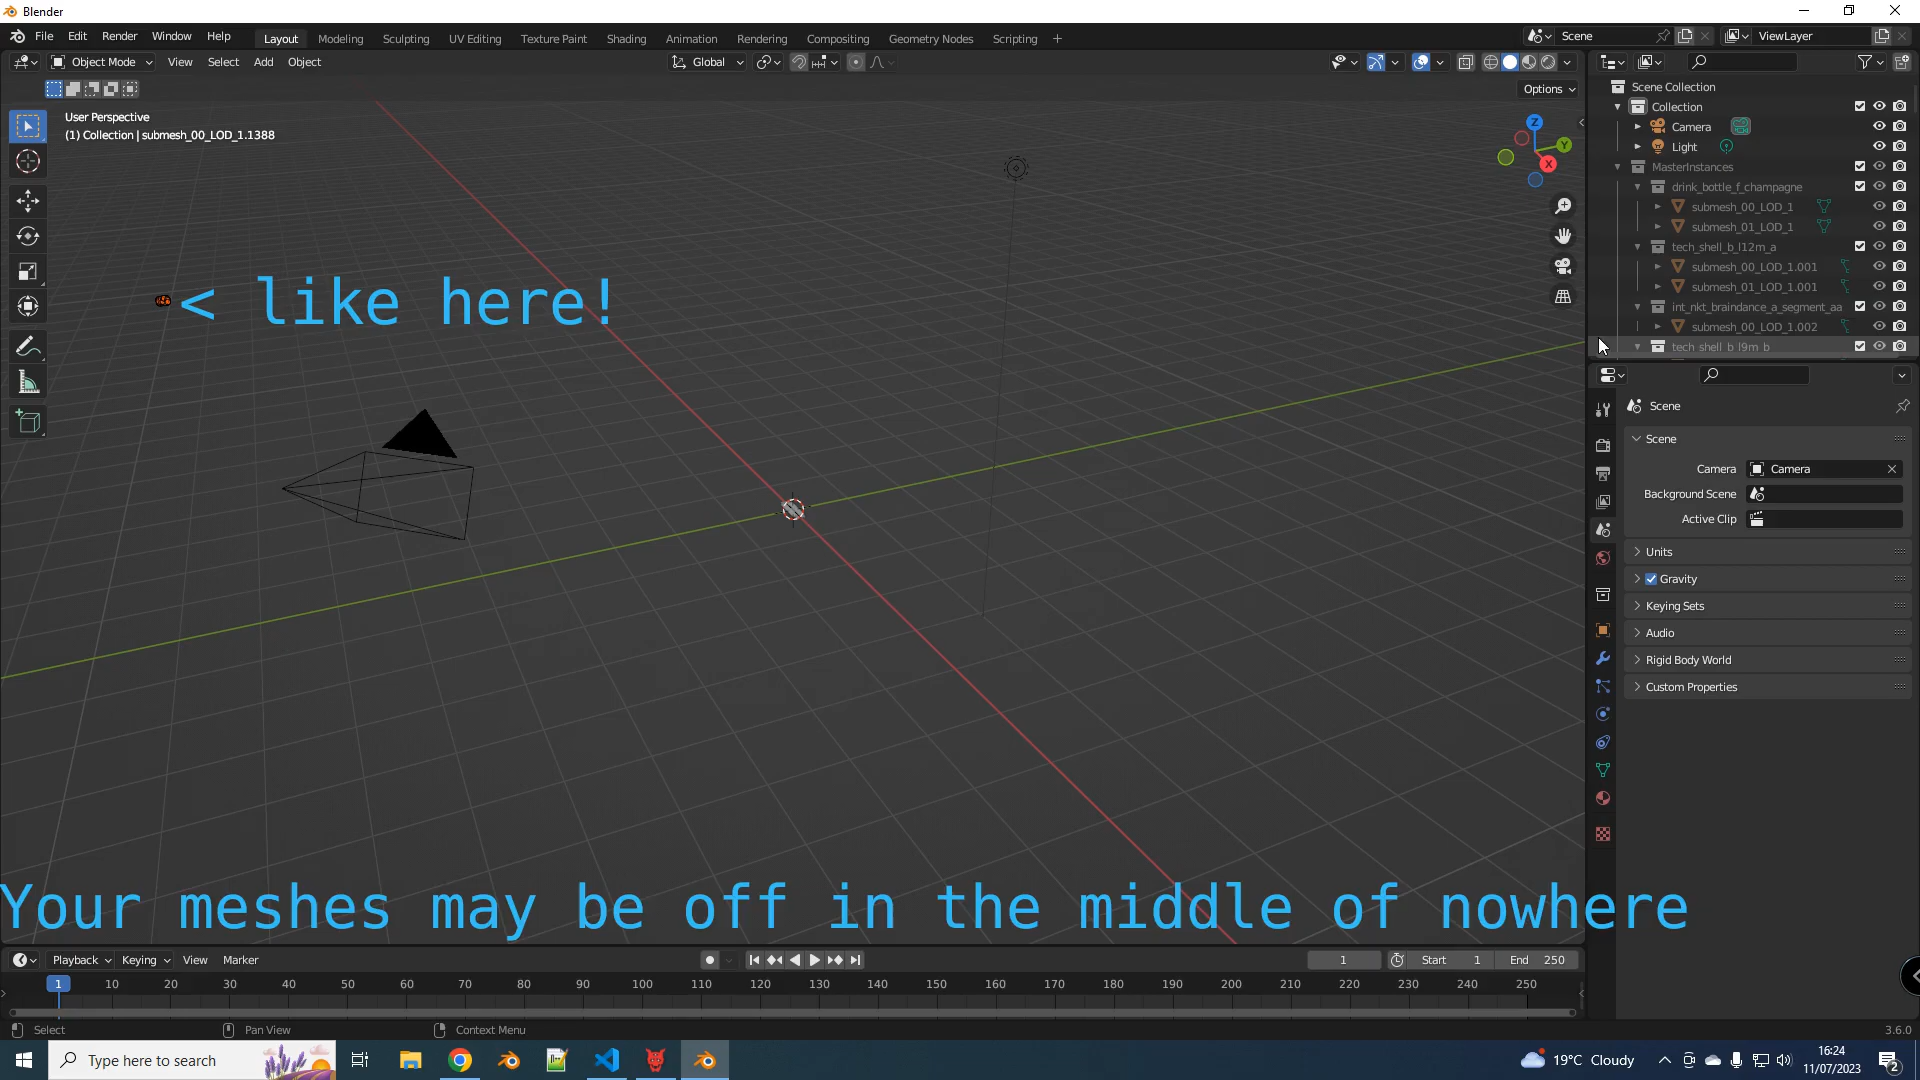 Blender
File Edit Render Window Help
Layout Modeling Sculpting UV Editing Texture Paint Shading Animation Rendering Compositing Geometry Nodes Scripting +
Scene
ViewLayer
Object Mode View Select Add Object
Global
Options
User Perspective
(1) Collection | submesh_00_LOD_1.1388
Z
Y
X
< like here!
Your meshes may be off in the middle of nowhere
Scene Collection
Collection
Camera
Light
MasterInstances
drink_bottle_f_champagne
submesh_00_LOD_1
submesh_01_LOD_1
tech_shell_b_l12m_a
submesh_00_LOD_1.001
submesh_01_LOD_1.001
int_nkt_braindance_a_segment_aa
submesh_00_LOD_1.002
tech_shell_b_l9m_b
Scene
Scene
Camera Camera
Background Scene
Active Clip
Units
Gravity
Keying Sets
Audio
Rigid Body World
Custom Properties
Playback Keying View Marker
1
Start 1
End 250
1 10 20 30 40 50 60 70 80 90 100 110 120 130 140 150 160 170 180 190 200 210 220 230 240 250
Select Pan View Context Menu
3.6.0
Type here to search
19°C Cloudy
16:24
11/07/2023
2